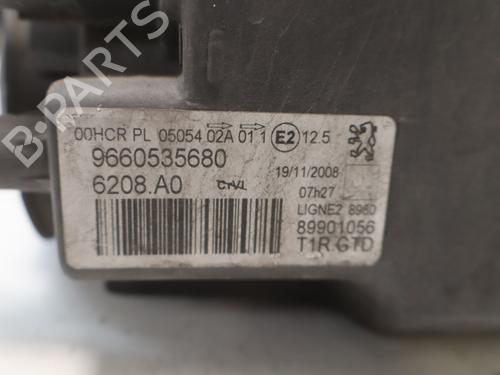 00HCR PL 05054 02A 01 1 E2 12.5
9660535680
6208.A0
19/11/2008
07h27
LIGNE2 8960
89901056
T1R GTD
B-PARTS